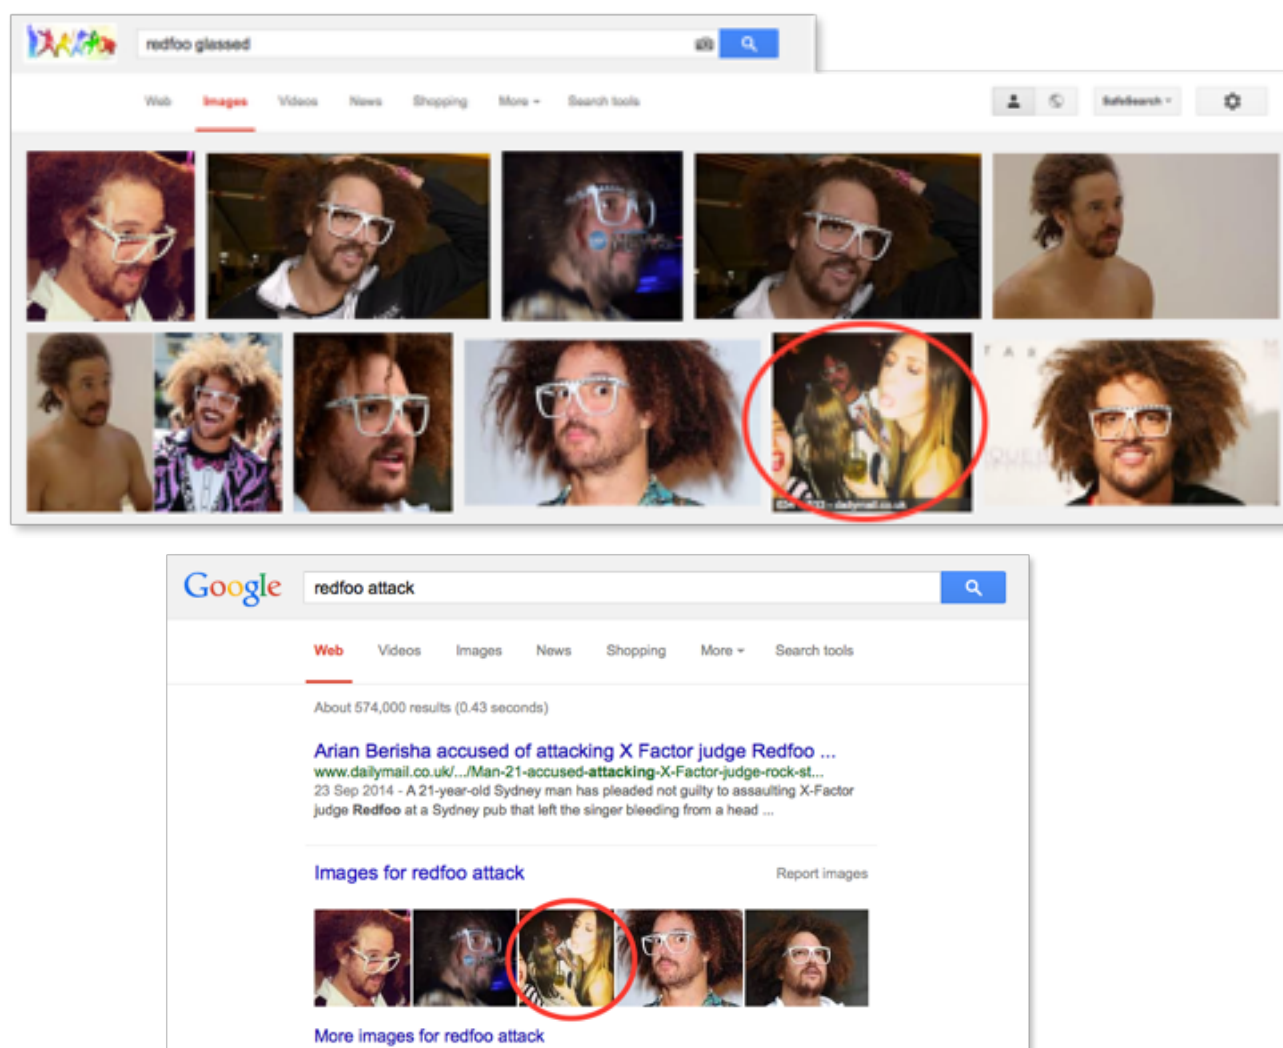 redfoo glassed
Web Images Videos News Shopping More Search tools SafeSearch
TAR
dailymail.co.uk
Google redfoo attack
Web Videos Images News Shopping More Search tools
About 574,000 results (0.43 seconds)
Arian Berisha accused of attacking X Factor judge Redfoo ...
www.dailymail.co.uk/.../Man-21-accused-attacking-X-Factor-judge-rock-st...
23 Sep 2014 - A 21-year-old Sydney man has pleaded not guilty to assaulting X-Factor
judge Redfoo at a Sydney pub that left the singer bleeding from a head ...
Images for redfoo attack Report images
More images for redfoo attack